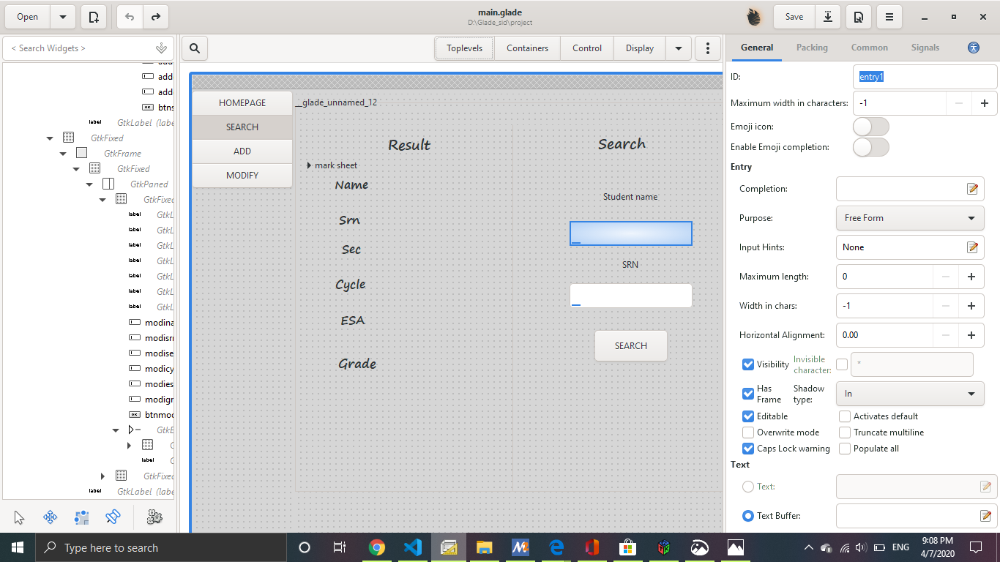 main.glade
Open
D:\Glade_sid\project
Save
< Search Widgets >
Toplevels
Containers
Control
Display
General
Packing
Common
Signals
add
add
add
btns
label GtkLabel (labe
GtkFixed
GtkFrame
GtkFixed
GtkPaned
GtkFixed
label GtkL
label GtkL
label GtkL
label GtkL
label GtkL
label GtkL
label GtkL
modina
modisrn
modise
modicy
modies
modigr
btnmod
GtkE
G
label G
GtkFixed
label GtkLabel (labe
HOMEPAGE
SEARCH
ADD
MODIFY
__glade_unnamed_12
Result
mark sheet
Name
Srn
Sec
Cycle
ESA
Grade
Search
Student name
SRN
SEARCH
ID: entry1
Maximum width in characters: -1
Emoji icon:
Enable Emoji completion:
Entry
Completion:
Purpose: Free Form
Input Hints: None
Maximum length: 0
Width in chars: -1
Horizontal Alignment: 0.00
Visibility Invisible character: *
Has Frame Shadow type: In
Editable Activates default
Overwrite mode Truncate multiline
Caps Lock warning Populate all
Text
Text:
Text Buffer:
Type here to search
ENG
9:08 PM
4/7/2020